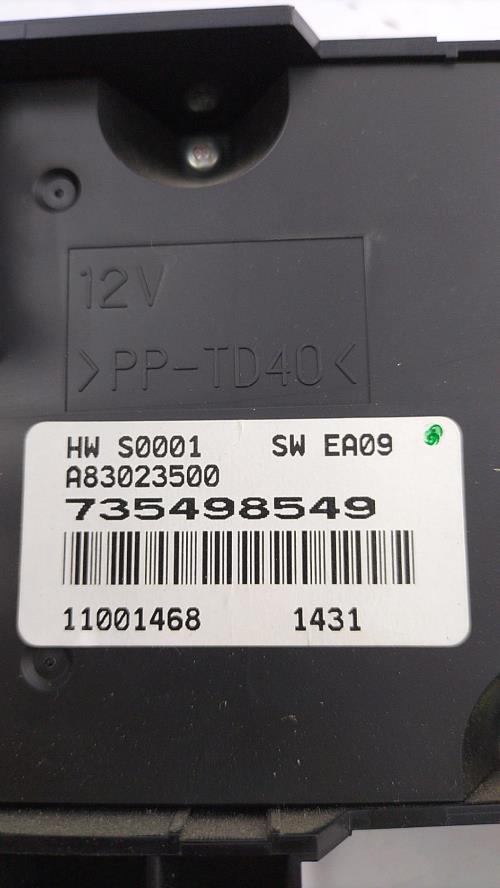 12V
>PP-TD40<
HW S0001 SW EA09
A83023500
735498549
11001468 1431